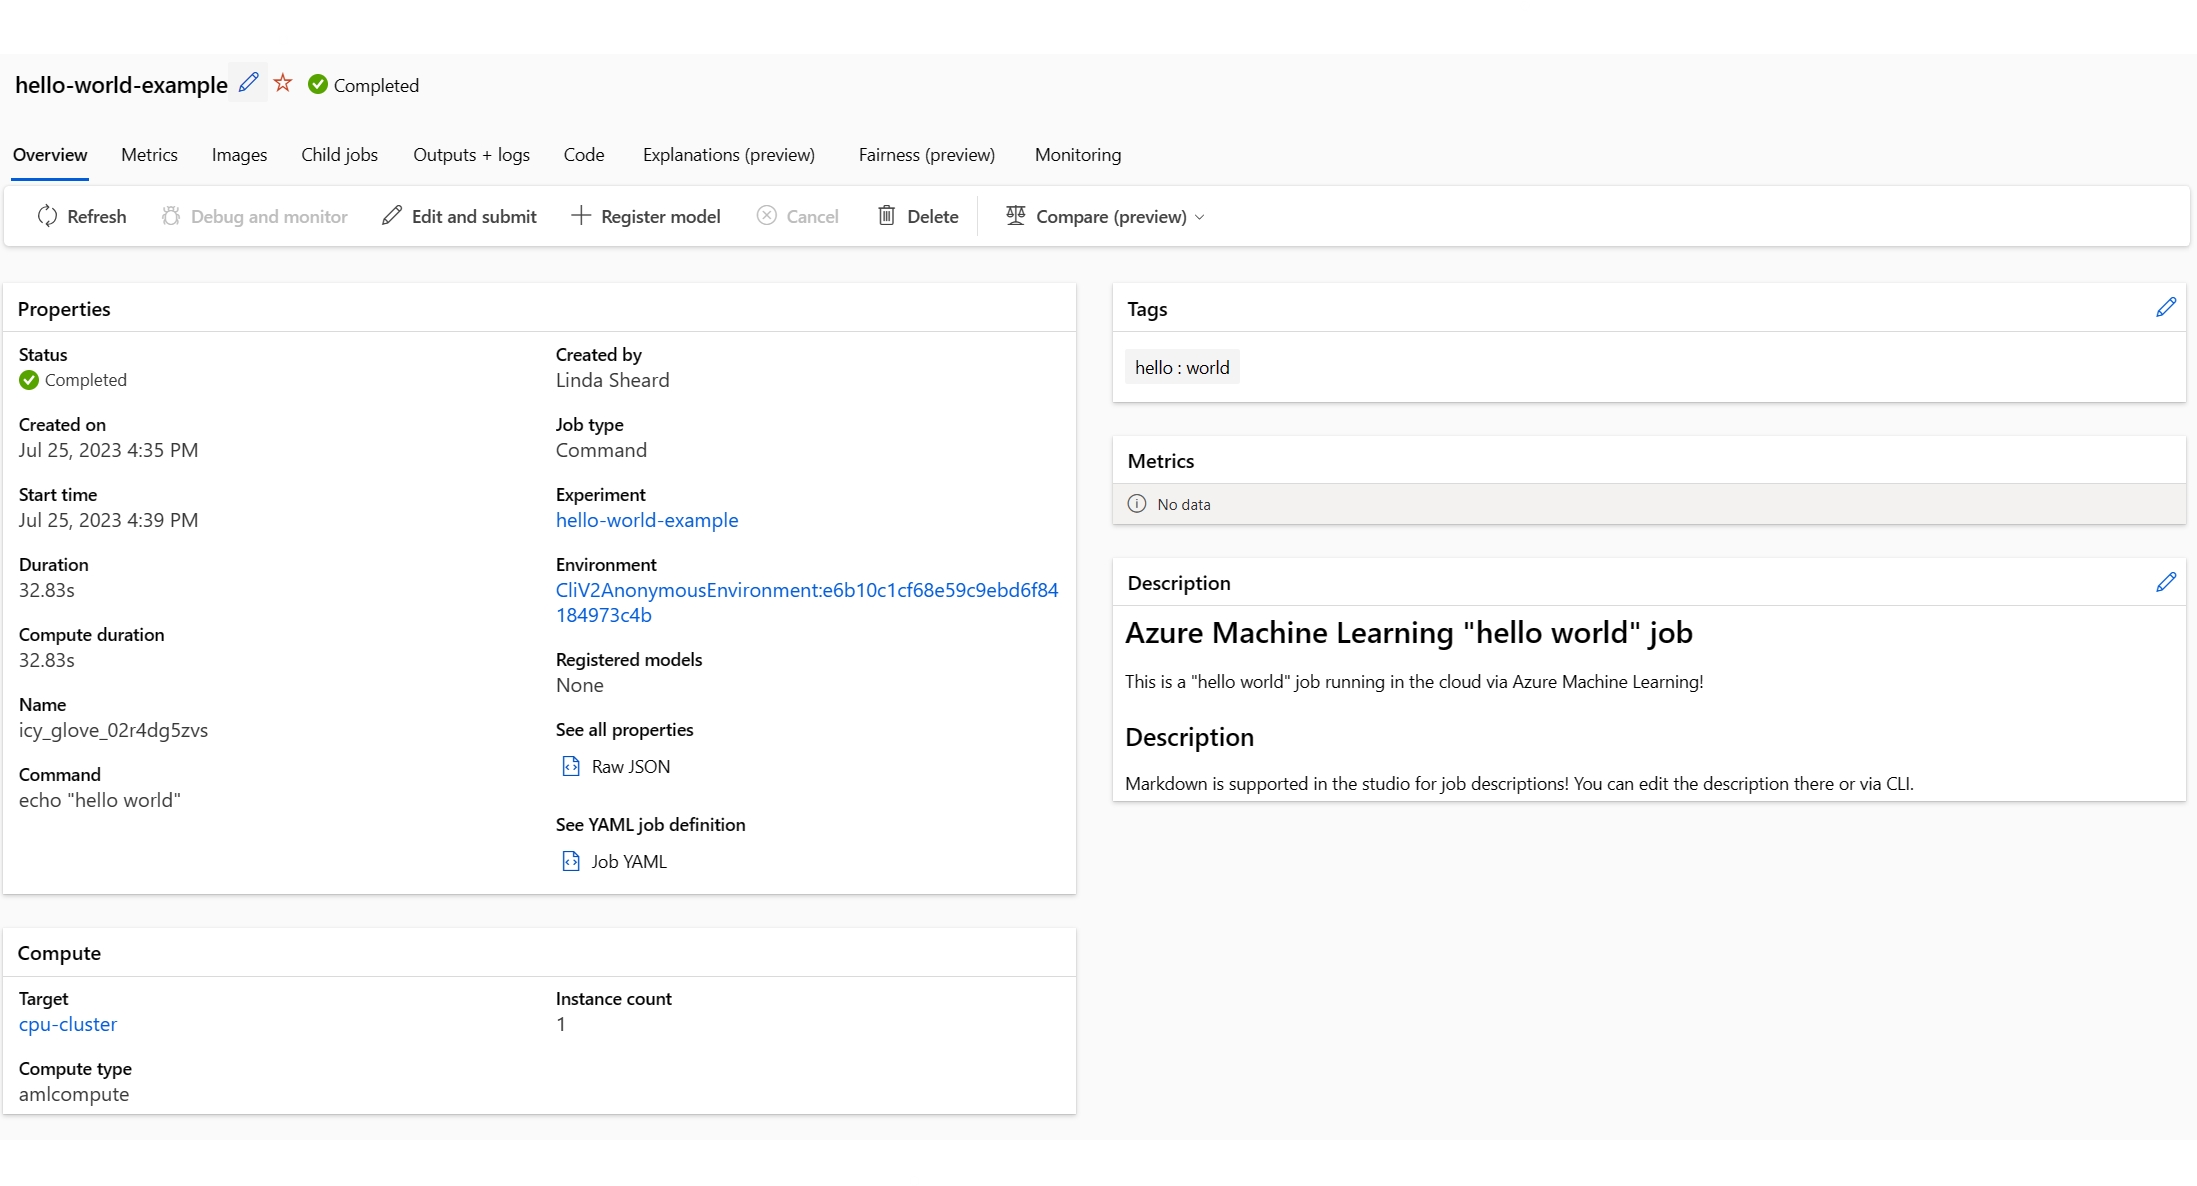 hello-world-example Completed
Overview Metrics Images Child jobs Outputs + logs Code Explanations (preview) Fairness (preview) Monitoring
Refresh Debug and monitor Edit and submit Register model Cancel Delete Compare (preview)
Properties
Status
Completed
Created on
Jul 25, 2023 4:35 PM
Start time
Jul 25, 2023 4:39 PM
Duration
32.83s
Compute duration
32.83s
Name
icy_glove_02r4dg5zvs
Command
echo "hello world"
Created by
Linda Sheard
Job type
Command
Experiment
hello-world-example
Environment
CliV2AnonymousEnvironment:e6b10c1cf68e59c9ebd6f84
184973c4b
Registered models
None
See all properties
Raw JSON
See YAML job definition
Job YAML
Compute
Target
cpu-cluster
Compute type
amlcompute
Instance count
1
Tags
hello : world
Metrics
No data
Description
Azure Machine Learning "hello world" job
This is a "hello world" job running in the cloud via Azure Machine Learning!
Description
Markdown is supported in the studio for job descriptions! You can edit the description there or via CLI.